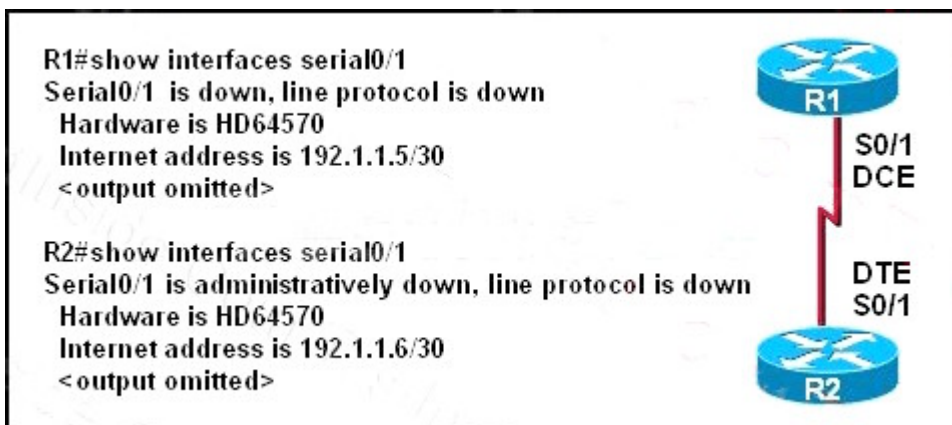 R1#show interfaces serial0/1
Serial0/1 is down, line protocol is down
Hardware is HD64570
Internet address is 192.1.1.5/30
<output omitted>
R2#show interfaces serial0/1
Serial0/1 is administratively down, line protocol is down
Hardware is HD64570
Internet address is 192.1.1.6/30
<output omitted>
R1
S0/1
DCE
DTE
S0/1
R2